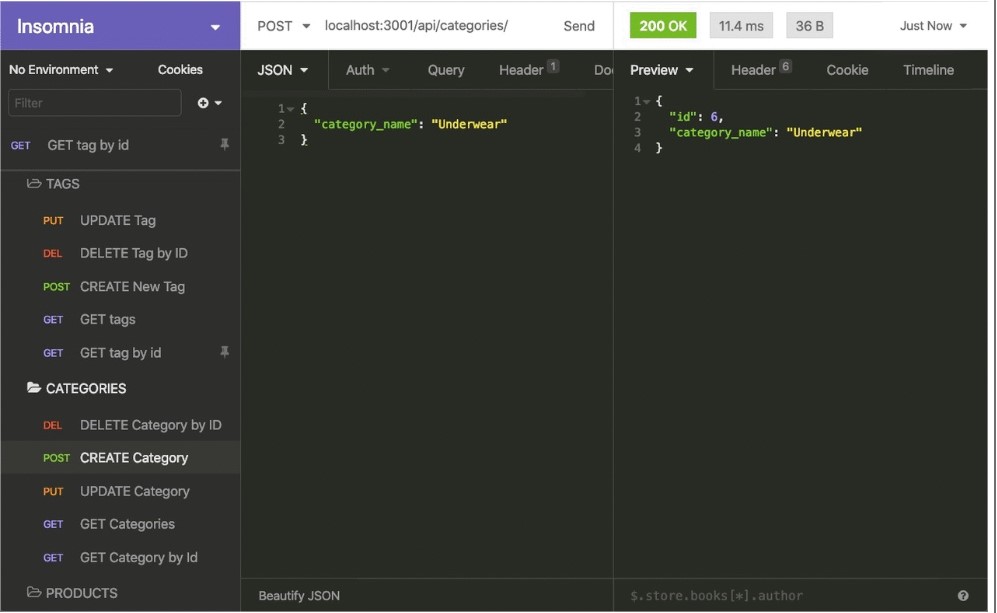 Insomnia
POST localhost:3001/api/categories/ Send
200 OK 11.4 ms 36 B Just Now
No Environment Cookies
JSON Auth Query Header 1 Do
Preview Header 6 Cookie Timeline
Filter
GET GET tag by id
TAGS
PUT UPDATE Tag
DEL DELETE Tag by ID
POST CREATE New Tag
GET GET tags
GET GET tag by id
CATEGORIES
DEL DELETE Category by ID
POST CREATE Category
PUT UPDATE Category
GET GET Categories
GET GET Category by Id
PRODUCTS
1 {
2 "category_name": "Underwear"
3 }
Beautify JSON
1 {
2 "id": 6,
3 "category_name": "Underwear"
4 }
$.store.books[*].author ?